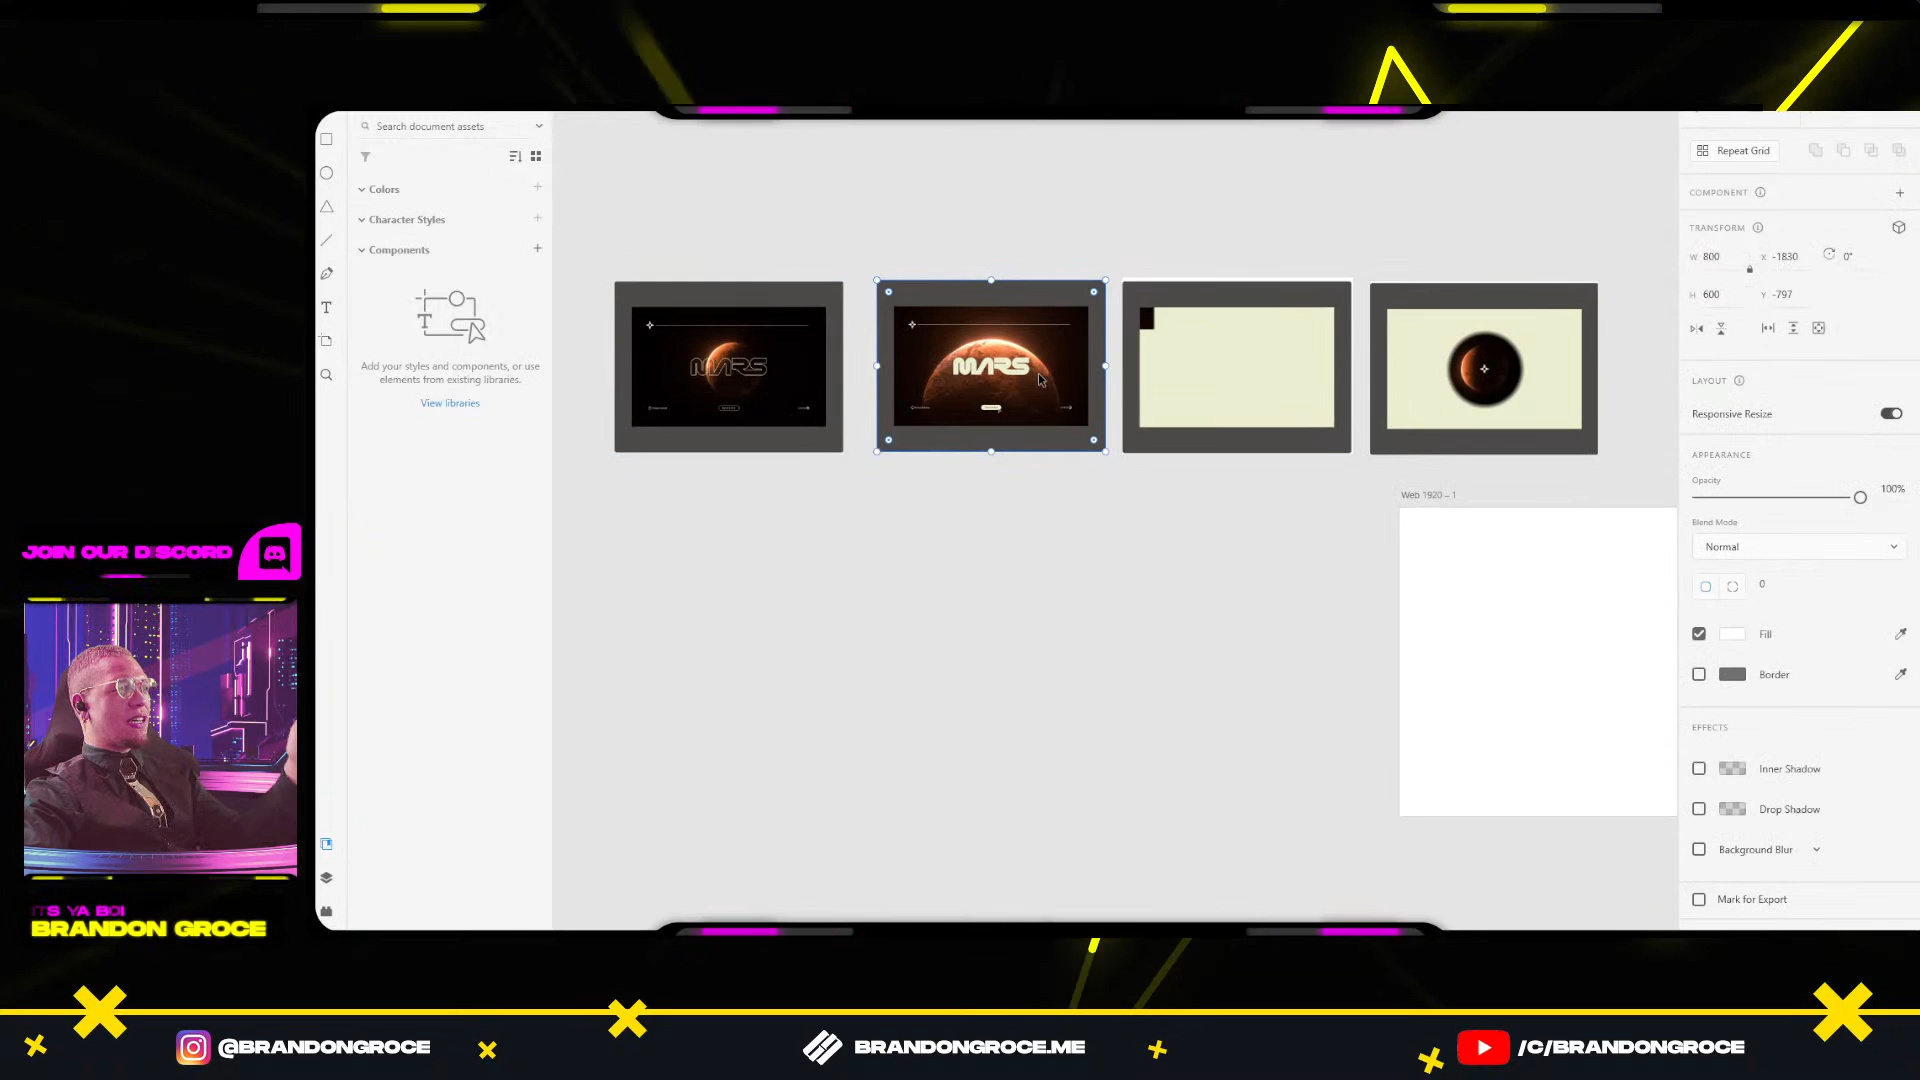 Search document assets
Colors
Character Styles
Components
Add your styles and components, or use
elements from existing libraries.
View libraries
MARS
MARS
Web 1920 – 1
Repeat Grid
COMPONENT
TRANSFORM
W 800 X -1830 0°
H 600 Y -797
LAYOUT
Responsive Resize
APPEARANCE
Opacity
100%
Blend Mode
Normal
0
Fill
Border
EFFECTS
Inner Shadow
Drop Shadow
Background Blur
Mark for Export
T
JOIN OUR DISCORD
ITS YA BOI
BRANDON GROCE
@BRANDONGROCE
BRANDONGROCE.ME
/C/BRANDONGROCE